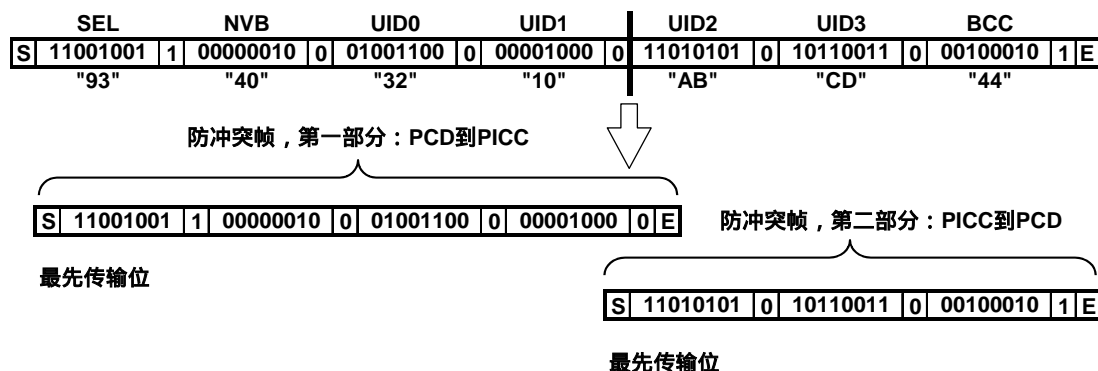 SEL NVB UID0 UID1 UID2 UID3 BCC
S 11001001 1 00000010 0 01001100 0 00001000 0 11010101 0 10110011 0 00100010 1 E
"93" "40" "32" "10" "AB" "CD" "44"
防冲突帧，第一部分：PCD到PICC
S 11001001 1 00000010 0 01001100 0 00001000 0 E
防冲突帧，第二部分：PICC到PCD
最先传输位
S 11010101 0 10110011 0 00100010 1 E
最先传输位